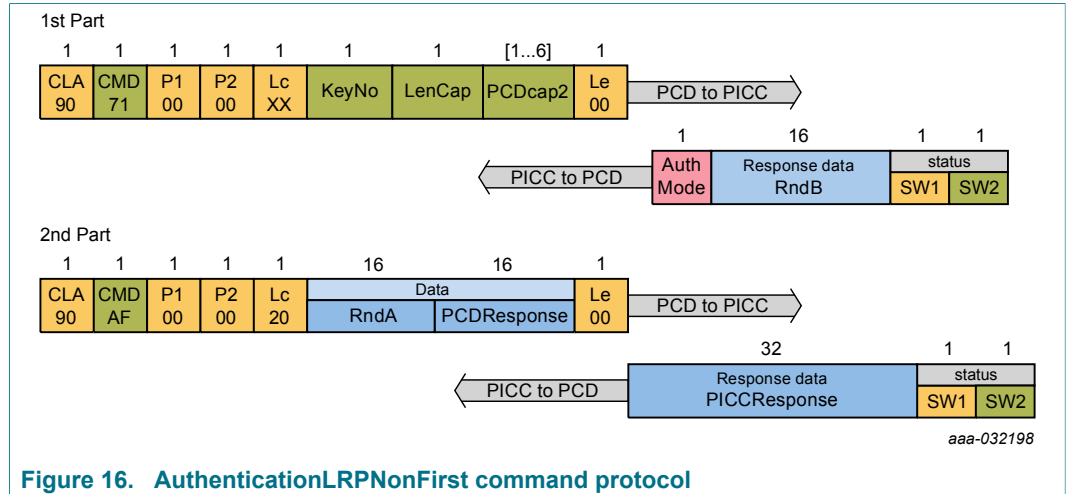 1st Part
1 1 1 1 1 1 1 [1...6] 1
CLA 90 CMD 71 P1 00 P2 00 Lc XX KeyNo LenCap PCDcap2 Le 00 PCD to PICC
1 16 1 1
PICC to PCD Auth Mode Response data RndB status SW1 SW2
2nd Part
1 1 1 1 1 16 16 1
CLA 90 CMD AF P1 00 P2 00 Lc 20 Data RndA PCDResponse Le 00 PCD to PICC
32 1 1
PICC to PCD Response data PICCResponse status SW1 SW2
aaa-032198
Figure 16. AuthenticationLRPNonFirst command protocol